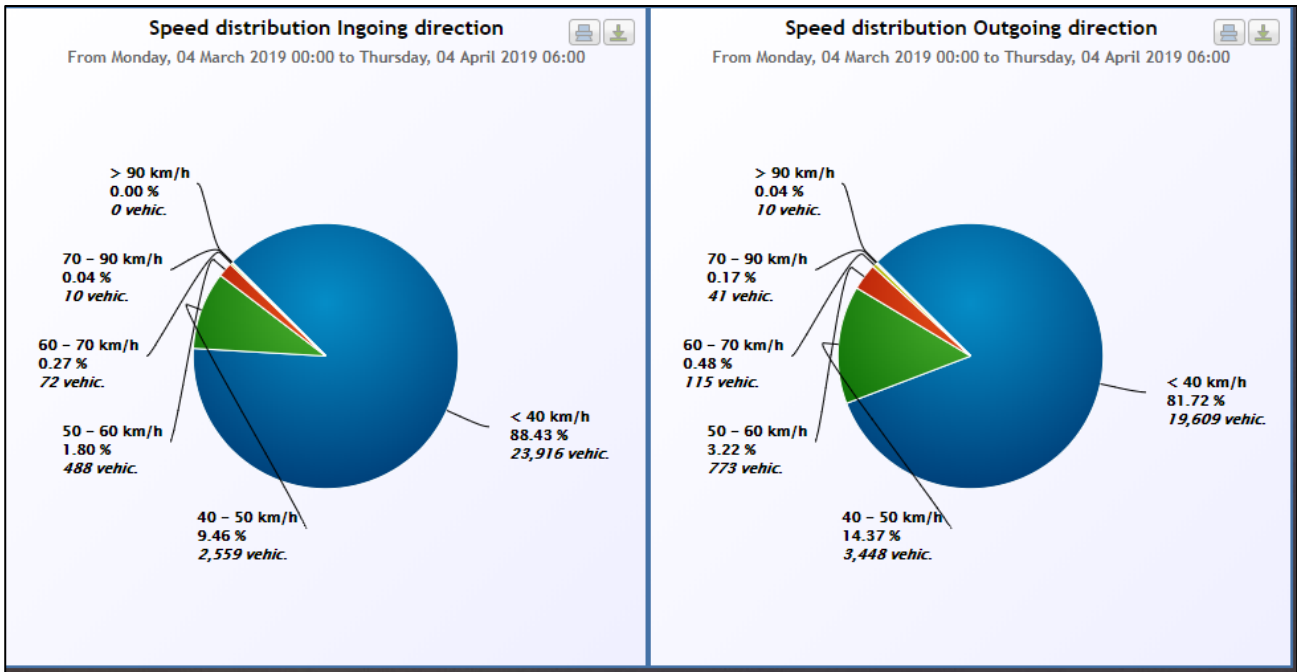 Speed distribution Ingoing direction
From Monday, 04 March 2019 00:00 to Thursday, 04 April 2019 06:00
> 90 km/h
0.00 %
0 vehic.
70 – 90 km/h
0.04 %
10 vehic.
60 – 70 km/h
0.27 %
72 vehic.
50 – 60 km/h
1.80 %
488 vehic.
40 – 50 km/h
9.46 %
2,559 vehic.
< 40 km/h
88.43 %
23,916 vehic.
Speed distribution Outgoing direction
From Monday, 04 March 2019 00:00 to Thursday, 04 April 2019 06:00
> 90 km/h
0.04 %
10 vehic.
70 – 90 km/h
0.17 %
41 vehic.
60 – 70 km/h
0.48 %
115 vehic.
50 – 60 km/h
3.22 %
773 vehic.
40 – 50 km/h
14.37 %
3,448 vehic.
< 40 km/h
81.72 %
19,609 vehic.